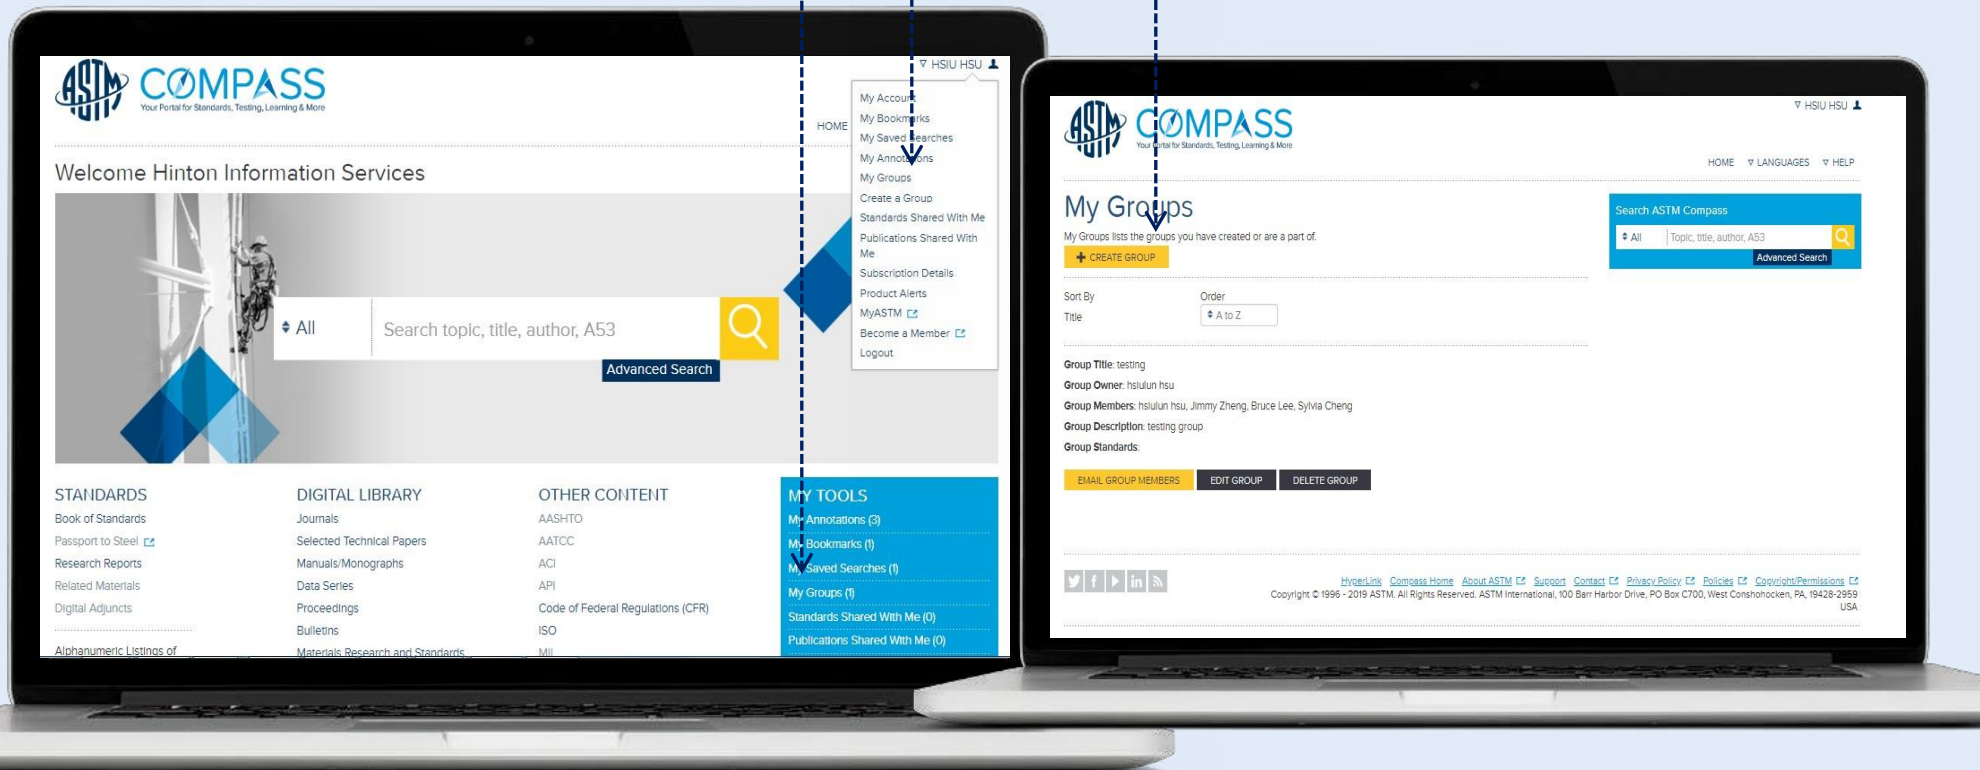 ASTM COMPASS
Your Portal for Standards, Testing, Learning & More
HSIU HSU
HOME
My Account
My Bookmarks
My Saved Searches
My Annotations
My Groups
Create a Group
Standards Shared With Me
Publications Shared With
Me
Subscription Details
Product Alerts
MyASTM
Become a Member
Logout
Welcome Hinton Information Services
All
Search topic, title, author, A53
Advanced Search
STANDARDS
Book of Standards
Passport to Steel
Research Reports
Related Materials
Digital Adjuncts
Alphanumeric Listings of
DIGITAL LIBRARY
Journals
Selected Technical Papers
Manuals/Monographs
Data Series
Proceedings
Bulletins
Materials Research and Standards
OTHER CONTENT
AASHTO
AATCC
ACI
API
Code of Federal Regulations (CFR)
ISO
MIL
MY TOOLS
My Annotations (3)
My Bookmarks (1)
My Saved Searches (1)
My Groups (1)
Standards Shared With Me (0)
Publications Shared With Me (0)
ASTM COMPASS
Your Portal for Standards, Testing, Learning & More
HSIU HSU
HOME LANGUAGES HELP
My Groups
My Groups lists the groups you have created or are a part of.
CREATE GROUP
Search ASTM Compass
All Topic, title, author, A53
Advanced Search
Sort By Order
Title A to Z
Group Title: testing
Group Owner: hsiulun hsu
Group Members: hsiulun hsu, Jimmy Zheng, Bruce Lee, Sylvia Cheng
Group Description: testing group
Group Standards:
EMAIL GROUP MEMBERS EDIT GROUP DELETE GROUP
HyperLink Compass Home About ASTM Support Contact Privacy Policy Policies Copyright/Permissions
Copyright © 1996 - 2019 ASTM. All Rights Reserved. ASTM International, 100 Barr Harbor Drive, PO Box C700, West Conshohocken, PA, 19428-2959
USA